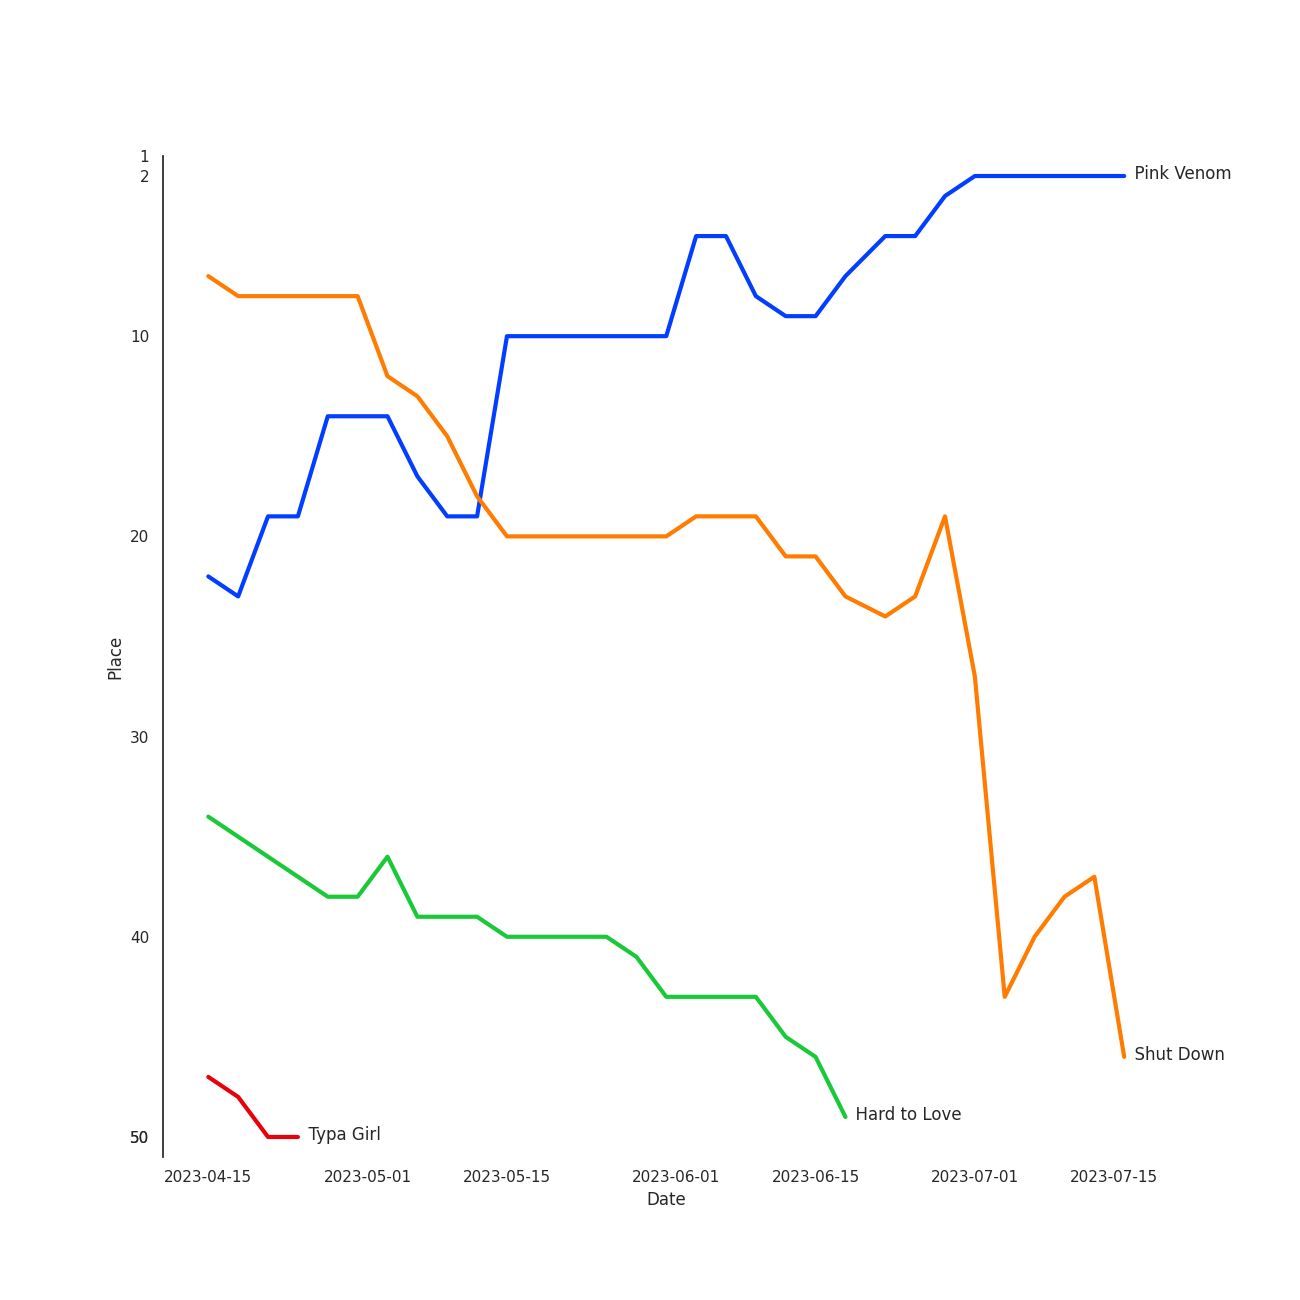 1
2
Pink Venom
10
20
Place
30
40
Shut Down
Hard to Love
50
Typa Girl
2023-04-15 2023-05-01 2023-05-15 2023-06-01 2023-06-15 2023-07-01 2023-07-15
Date